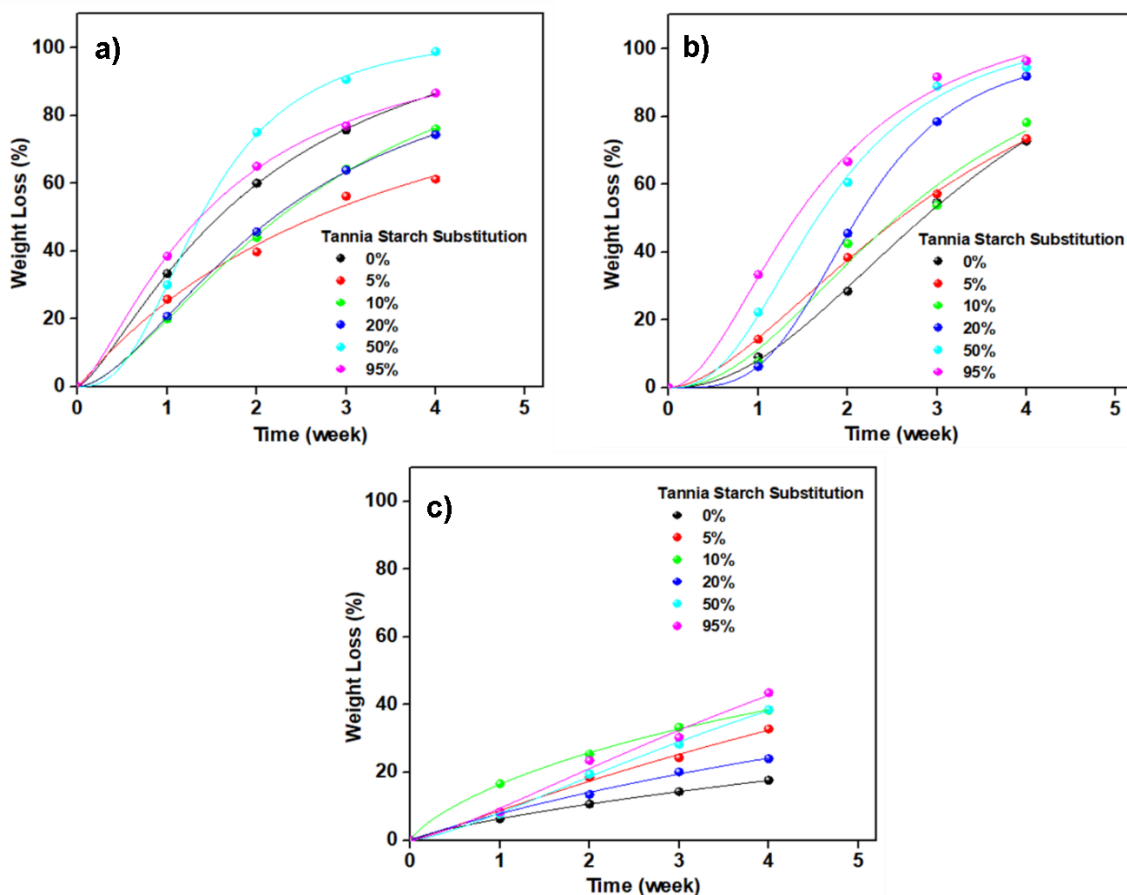 a)
100
80
60
40
20
0
Weight Loss (%)
Tannia Starch Substitution
0%
5%
10%
20%
50%
95%
0 1 2 3 4 5
Time (week)
b)
100
80
60
40
20
0
Weight Loss (%)
Tannia Starch Substitution
0%
5%
10%
20%
50%
95%
0 1 2 3 4 5
Time (week)
c)
100
80
60
40
20
0
Weight Loss (%)
Tannia Starch Substitution
0%
5%
10%
20%
50%
95%
0 1 2 3 4 5
Time (week)